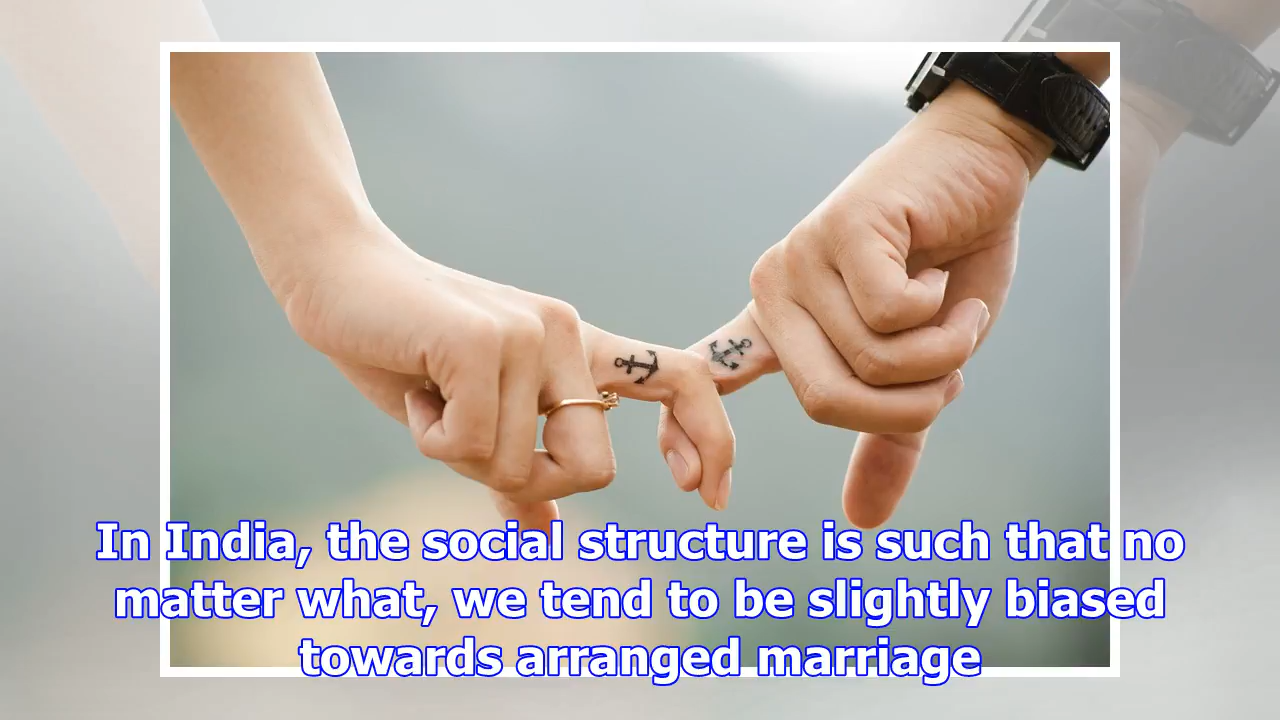 In India, the social structure is such that no
matter what, we tend to be slightly biased
towards arranged marriage